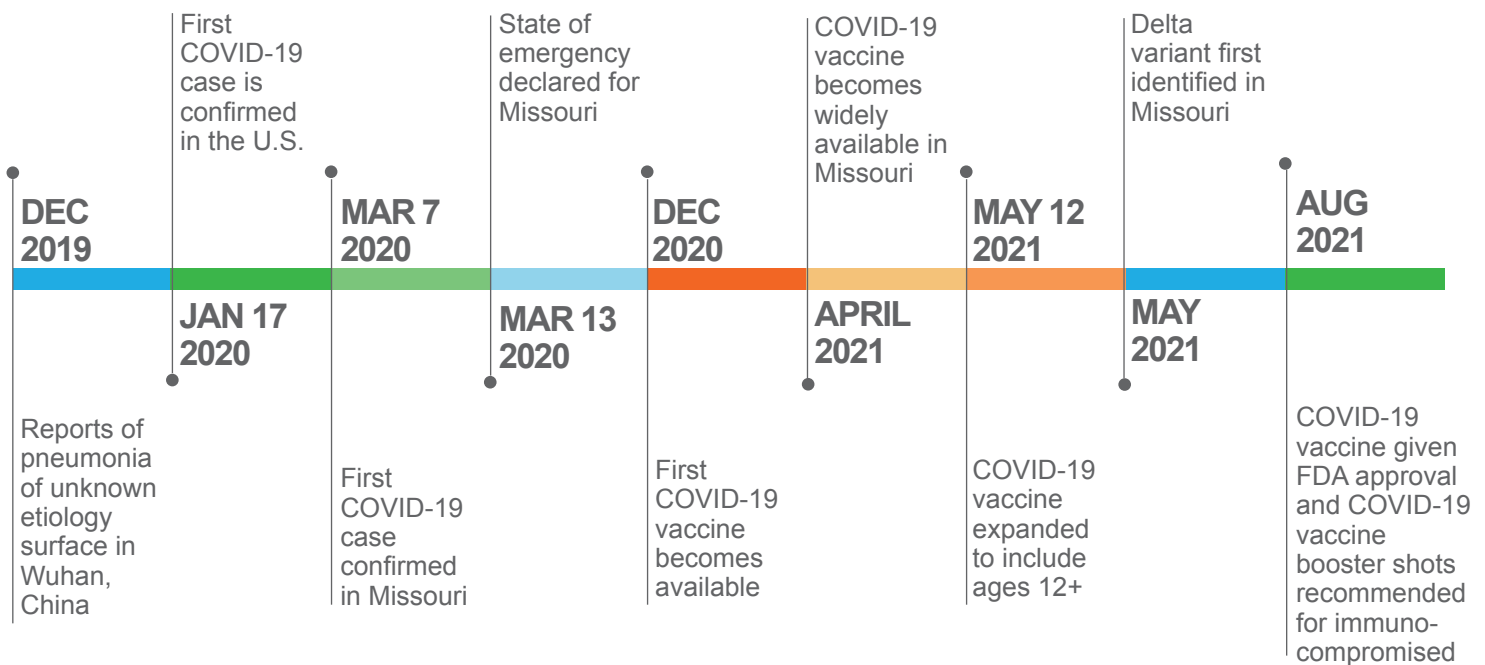 DEC
2019
Reports of
pneumonia
of unknown
etiology
surface in
Wuhan,
China
First
COVID-19
case is
confirmed
in the U.S.
JAN 17
2020
MAR 7
2020
First
COVID-19
case
confirmed
in Missouri
State of
emergency
declared for
Missouri
MAR 13
2020
DEC
2020
First
COVID-19
vaccine
becomes
available
COVID-19
vaccine
becomes
widely
available in
Missouri
APRIL
2021
MAY 12
2021
COVID-19
vaccine
expanded
to include
ages 12+
Delta
variant first
identified in
Missouri
MAY
2021
AUG
2021
COVID-19
vaccine given
FDA approval
and COVID-19
vaccine
booster shots
recommended
for immuno-
compromised